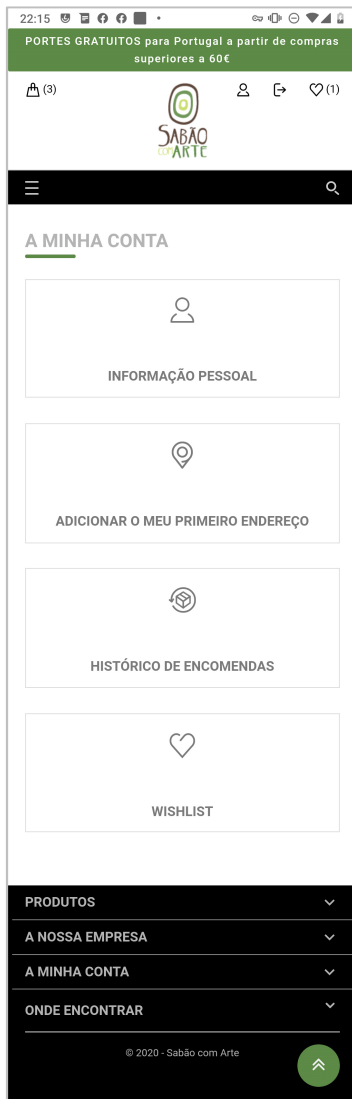 22:15
PORTES GRATUITOS para Portugal a partir de compras
superiores a 60€
(3)
(1)
SABÃO
COM ARTE
A MINHA CONTA
INFORMAÇÃO PESSOAL
ADICIONAR O MEU PRIMEIRO ENDEREÇO
HISTÓRICO DE ENCOMENDAS
WISHLIST
PRODUTOS
A NOSSA EMPRESA
A MINHA CONTA
ONDE ENCONTRAR
© 2020 - Sabão com Arte